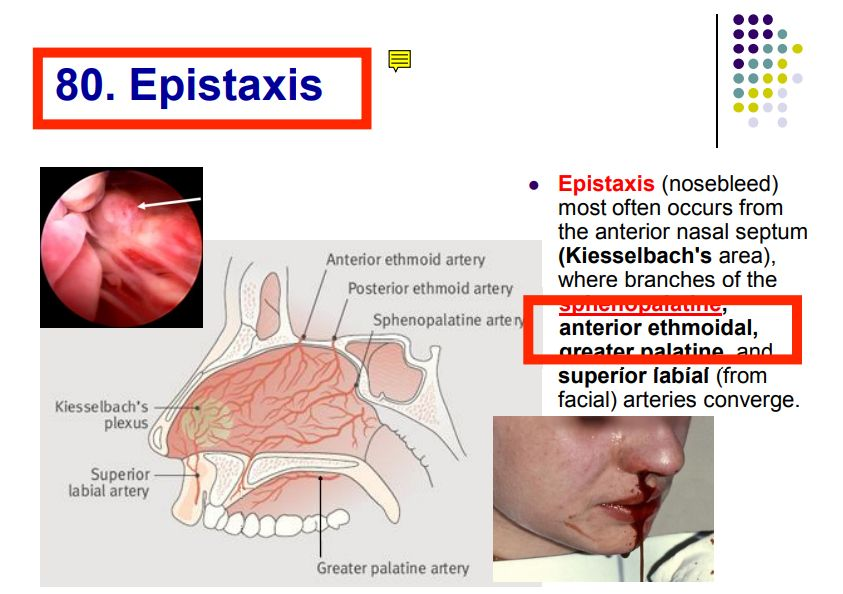 80. Epistaxis
Epistaxis (nosebleed)
most often occurs from
the anterior nasal septum
(Kiesselbach's area),
where branches of the
sphenopalatine,
anterior ethmoidal,
greater palatine, and
superior labial (from
facial) arteries converge.
Anterior ethmoid artery
Posterior ethmoid artery
Sphenopalatine artery
Kiesselbach's
plexus
Superior
labial artery
Greater palatine artery